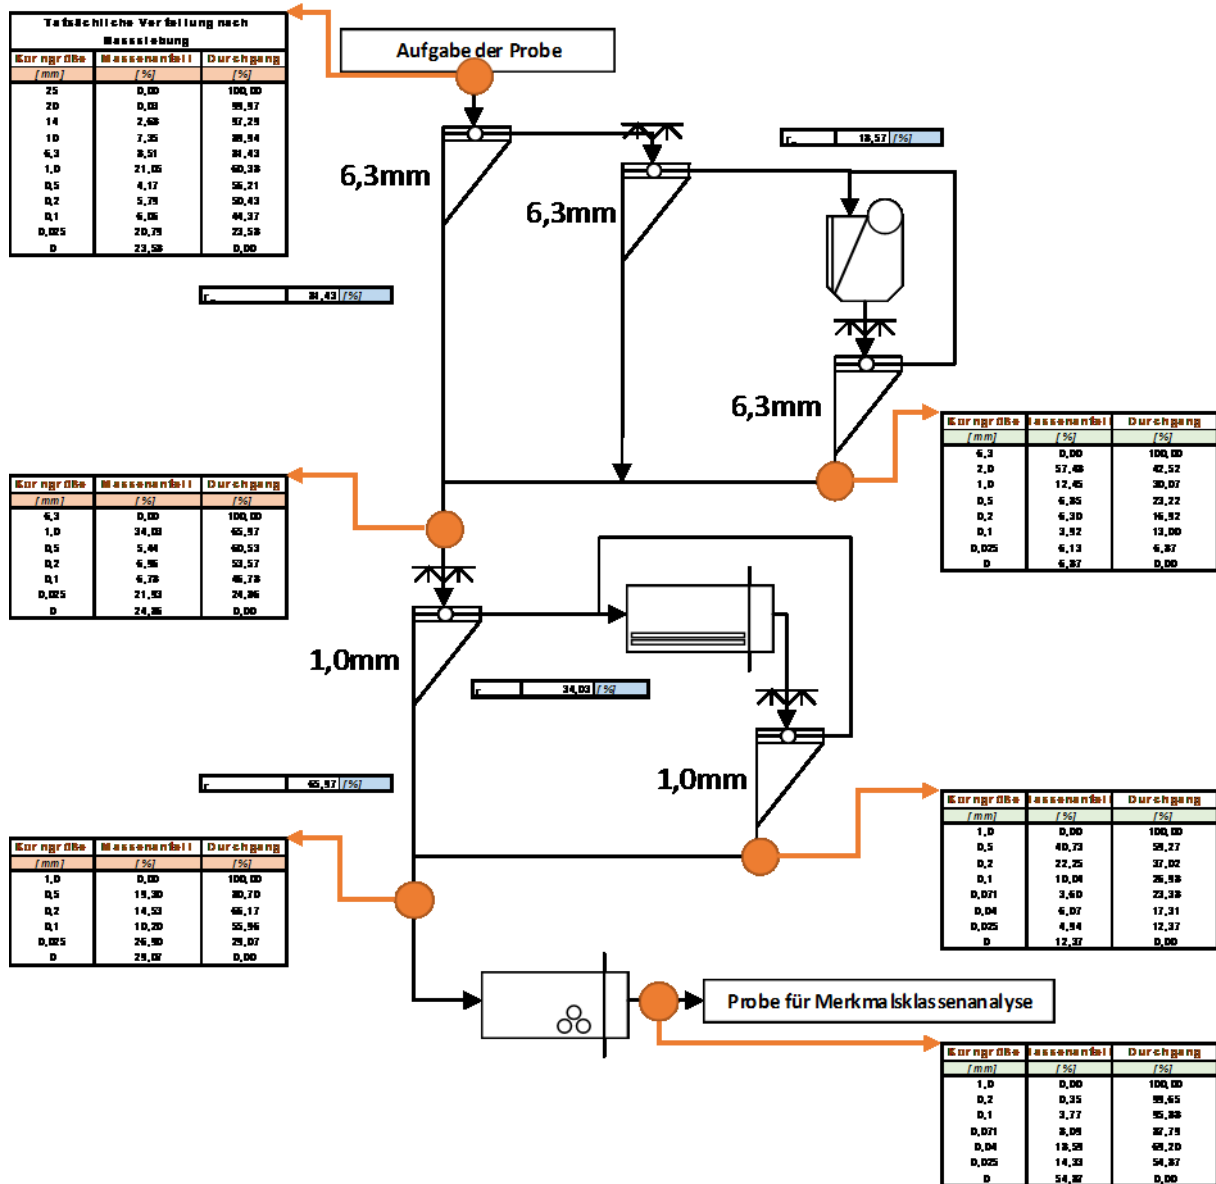 Tatsächliche Verteilung nach
Nasssiebung
Korngröße Massenanteil Durchgang
[mm] [%] [%]
25 0,00 100,00
20 0,03 99,97
14 2,68 97,29
10 7,35 89,94
6,3 8,51 81,43
1,0 21,05 60,38
0,5 4,17 56,21
0,2 5,79 50,43
0,1 6,06 44,37
0,025 20,79 23,58
0 23,58 0,00
Aufgabe der Probe
18,57 [%]
6,3mm
6,3mm
81,43 [%]
6,3mm
Korngröße Massenanteil Durchgang
[mm] [%] [%]
6,3 0,00 100,00
2,0 57,48 42,52
1,0 12,45 30,07
0,5 6,85 23,22
0,2 6,30 16,92
0,1 3,92 13,00
0,025 6,13 6,87
0 6,87 0,00
Korngröße Massenanteil Durchgang
[mm] [%] [%]
6,3 0,00 100,00
1,0 34,03 65,97
0,5 5,44 60,53
0,2 6,96 53,57
0,1 6,78 46,78
0,025 21,93 24,86
0 24,86 0,00
1,0mm
34,03 [%]
65,97 [%]
1,0mm
Korngröße Massenanteil Durchgang
[mm] [%] [%]
1,0 0,00 100,00
0,5 40,73 59,27
0,2 22,25 37,02
0,1 10,04 26,98
0,071 3,60 23,38
0,04 6,07 17,31
0,025 4,94 12,37
0 12,37 0,00
Korngröße Massenanteil Durchgang
[mm] [%] [%]
1,0 0,00 100,00
0,5 19,30 80,70
0,2 14,53 66,17
0,1 10,20 55,96
0,025 26,90 29,07
0 29,07 0,00
Probe für Merkmalsklassenanalyse
Korngröße Massenanteil Durchgang
[mm] [%] [%]
1,0 0,00 100,00
0,2 0,35 99,65
0,1 3,77 95,88
0,071 8,09 87,79
0,04 18,59 69,20
0,025 14,33 54,87
0 54,87 0,00